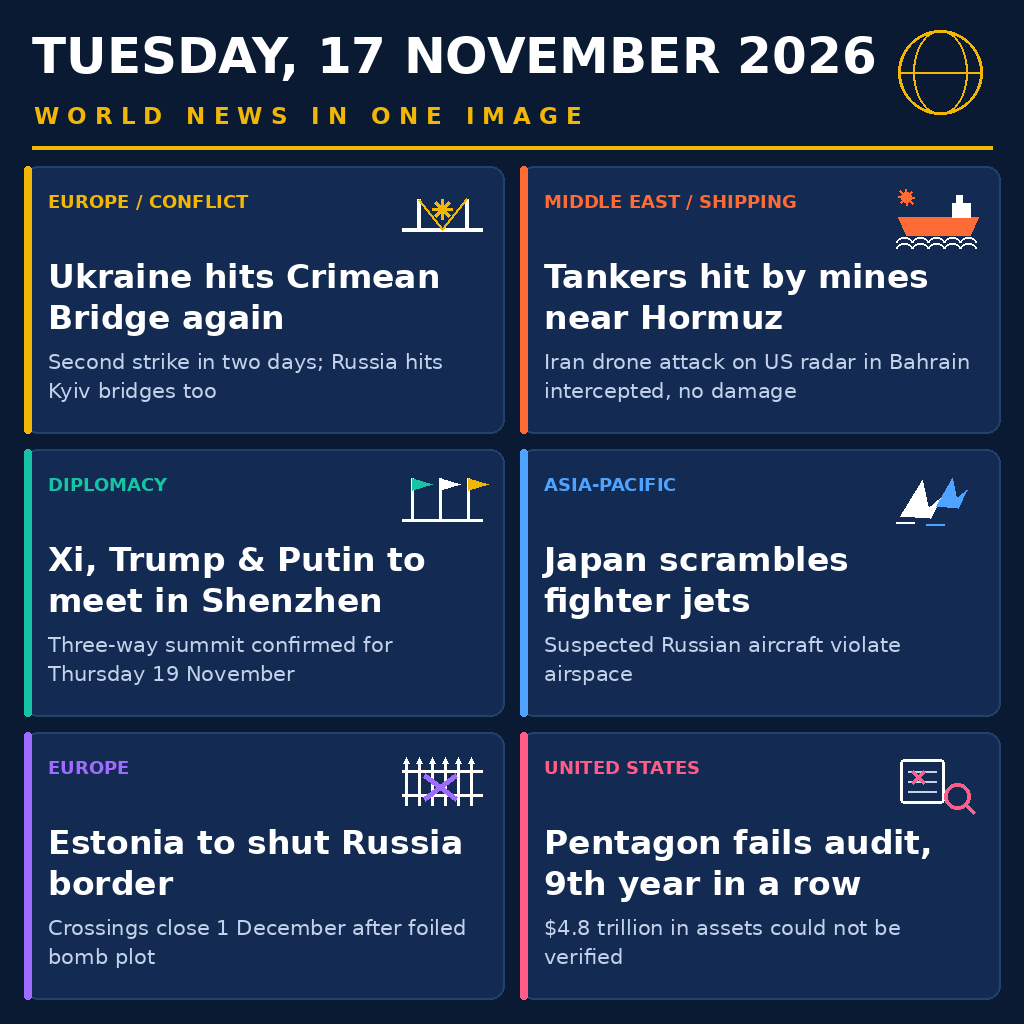 TUESDAY, 17 NOVEMBER 2026
WORLD NEWS IN ONE IMAGE
EUROPE / CONFLICT
Ukraine hits Crimean
Bridge again
Second strike in two days; Russia hits
Kyiv bridges too
MIDDLE EAST / SHIPPING
Tankers hit by mines
near Hormuz
Iran drone attack on US radar in Bahrain
intercepted, no damage
DIPLOMACY
Xi, Trump & Putin to
meet in Shenzhen
Three-way summit confirmed for
Thursday 19 November
ASIA-PACIFIC
Japan scrambles
fighter jets
Suspected Russian aircraft violate
airspace
EUROPE
Estonia to shut Russia
border
Crossings close 1 December after foiled
bomb plot
UNITED STATES
Pentagon fails audit,
9th year in a row
$4.8 trillion in assets could not be
verified